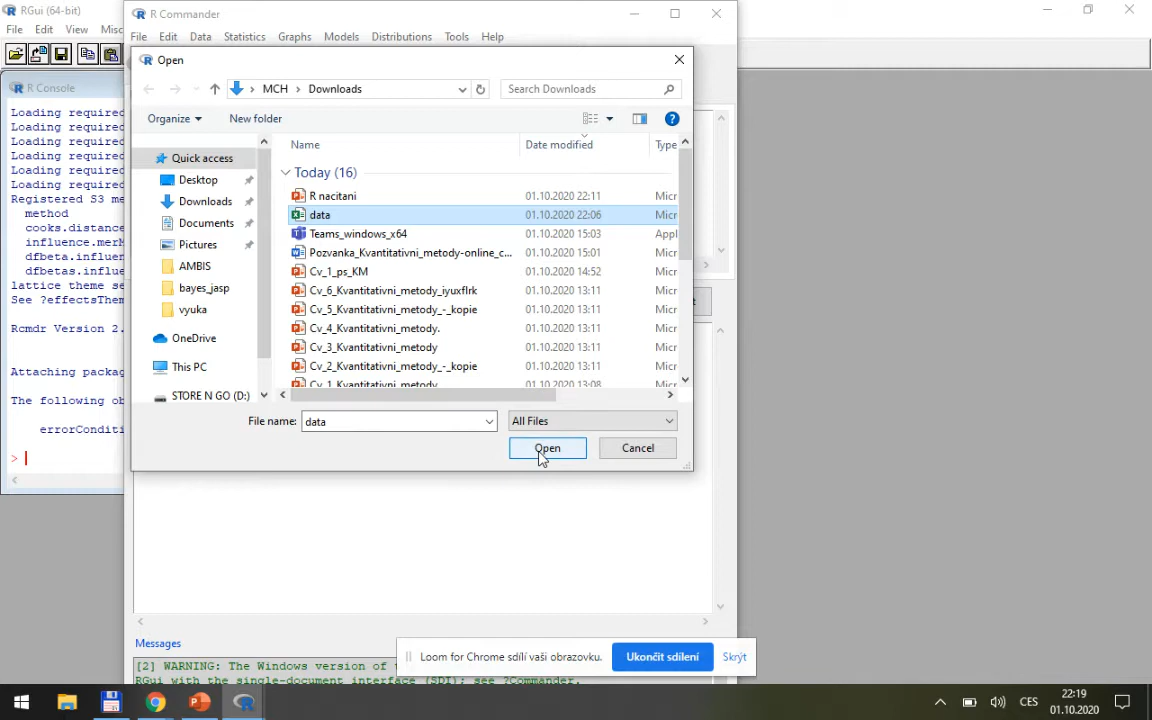 RGui (64-bit)
File Edit View Misc
R Console
Loading required
Loading required
Loading required
Loading required
Loading required
Loading required
Registered S3 me
method
cooks.distance
influence.merM
dfbeta.influe
dfbetas.influe
lattice theme se
See ?effectsThem
Rcmdr Version 2.
Attaching packag
The following ob
errorConditi
>
R Commander
File Edit Data Statistics Graphs Models Distributions Tools Help
Open
MCH > Downloads
Search Downloads
Organize
New folder
Quick access
Desktop
Downloads
Documents
Pictures
AMBIS
bayes_jasp
vyuka
OneDrive
This PC
STORE N GO (D:)
Name Date modified Type
Today (16)
R nacitani 01.10.2020 22:11 Micr
data 01.10.2020 22:06 Micr
Teams_windows_x64 01.10.2020 15:03 Appl
Pozvanka_Kvantitativni_metody-online_c... 01.10.2020 15:01 Micr
Cv_1_ps_KM 01.10.2020 14:52 Micr
Cv_6_Kvantitativni_metody_iyuxflrk 01.10.2020 13:11 Micr
Cv_5_Kvantitativni_metody_-_kopie 01.10.2020 13:11 Micr
Cv_4_Kvantitativni_metody. 01.10.2020 13:11 Micr
Cv_3_Kvantitativni_metody 01.10.2020 13:11 Micr
Cv_2_Kvantitativni_metody_-_kopie 01.10.2020 13:11 Micr
Cv_1_Kvantitativni_metody 01.10.2020 13:08 Micr
File name: data All Files
Open Cancel
Messages
[2] WARNING: The Windows version of t
RGui with the single-document interface (SDI); see ?Commander.
Loom for Chrome sdílí vaši obrazovku. Ukončit sdílení Skrýt
CES
22:19
01.10.2020